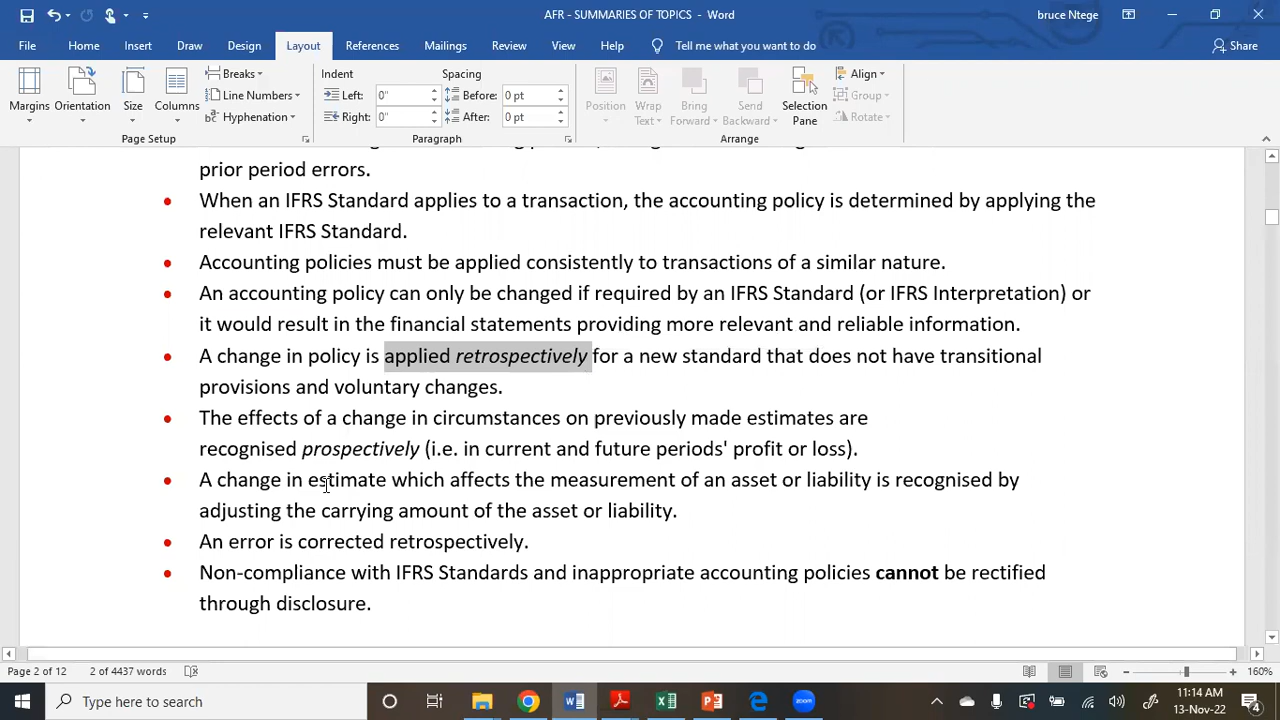 AFR - SUMMARIES OF TOPICS - Word
bruce Ntege
File Home Insert Draw Design Layout References Mailings Review View Help Tell me what you want to do Share
Margins Orientation Size Columns
Breaks
Line Numbers
Hyphenation
Page Setup
Indent Spacing
Left: 0" Before: 0 pt
Right: 0" After: 0 pt
Paragraph
Position Wrap Text Bring Forward Send Backward Selection Pane
Align
Group
Rotate
Arrange
prior period errors.
When an IFRS Standard applies to a transaction, the accounting policy is determined by applying the
relevant IFRS Standard.
Accounting policies must be applied consistently to transactions of a similar nature.
An accounting policy can only be changed if required by an IFRS Standard (or IFRS Interpretation) or
it would result in the financial statements providing more relevant and reliable information.
A change in policy is applied retrospectively for a new standard that does not have transitional
provisions and voluntary changes.
The effects of a change in circumstances on previously made estimates are
recognised prospectively (i.e. in current and future periods' profit or loss).
A change in estimate which affects the measurement of an asset or liability is recognised by
adjusting the carrying amount of the asset or liability.
An error is corrected retrospectively.
Non-compliance with IFRS Standards and inappropriate accounting policies cannot be rectified
through disclosure.
Page 2 of 12 2 of 4437 words 160%
Type here to search
zoom
11:14 AM
13-Nov-22
4